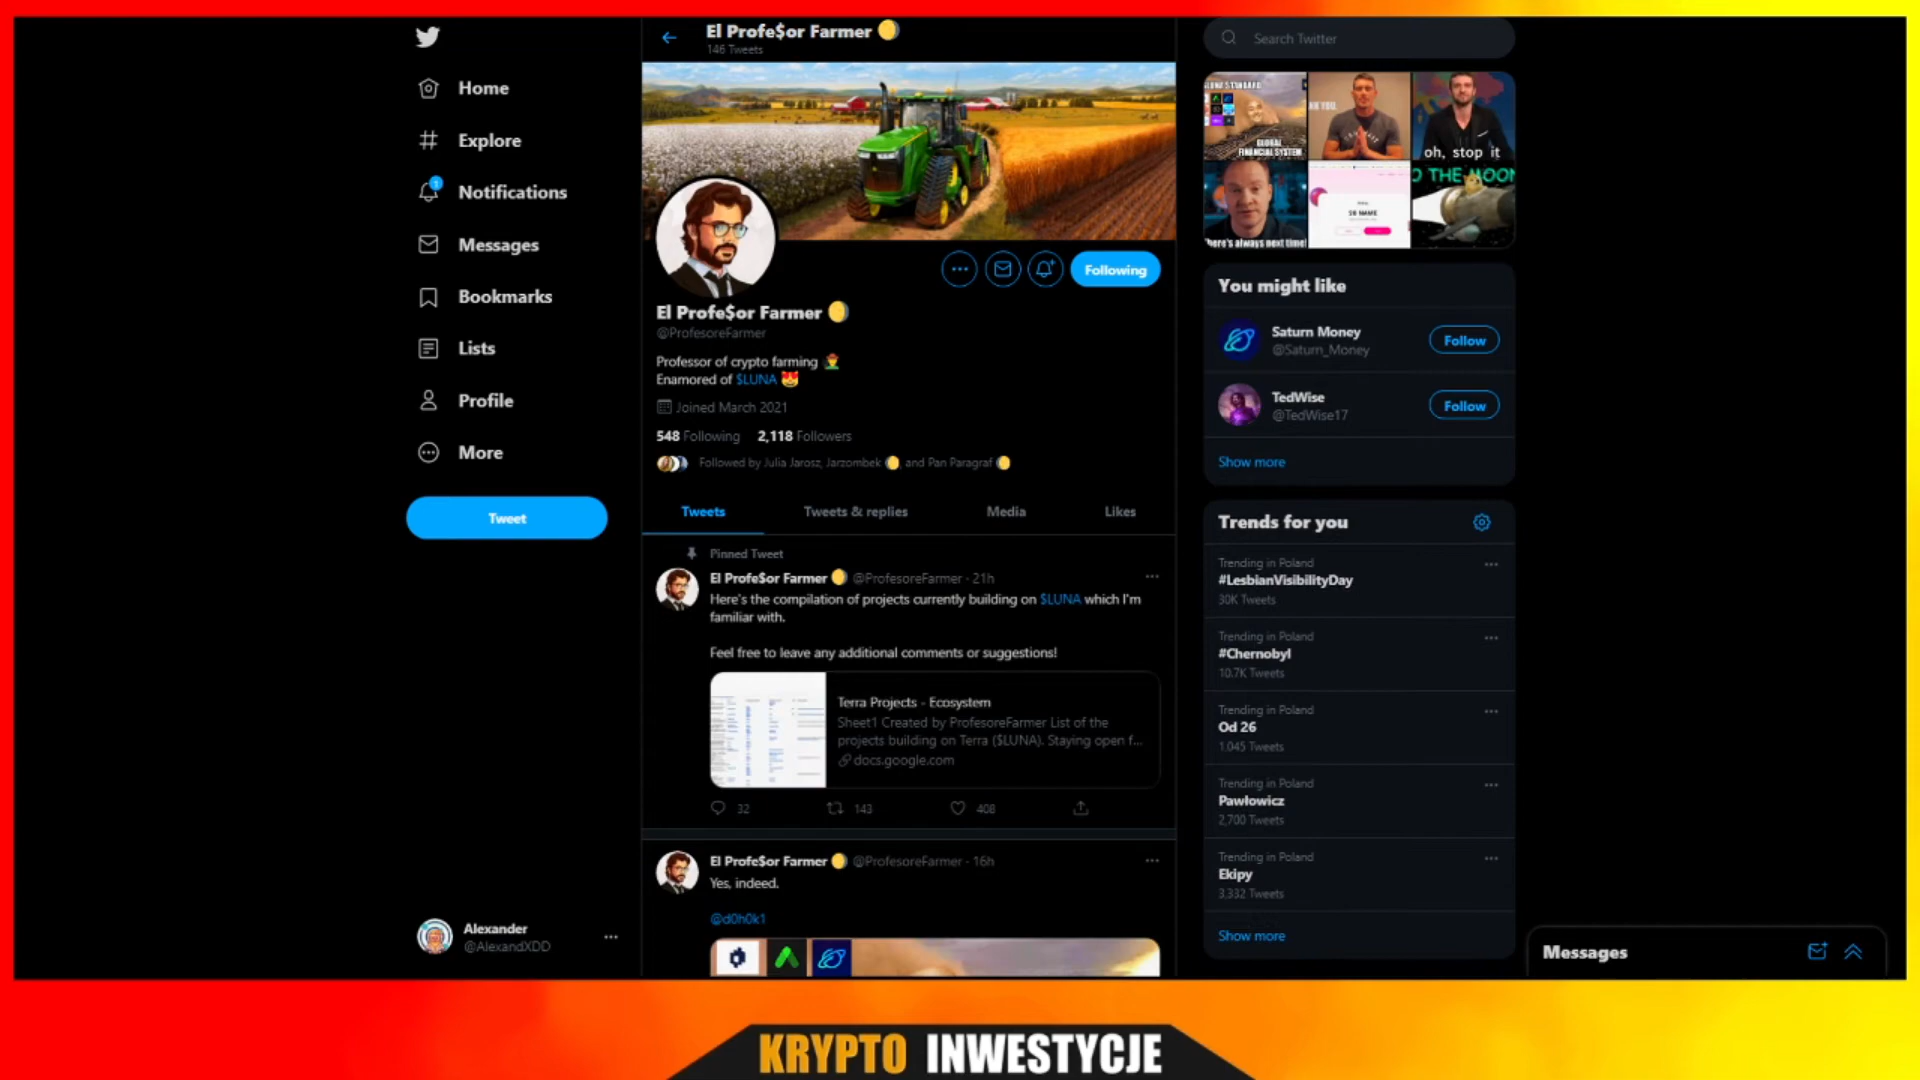 Home
Explore
1
Notifications
Messages
Bookmarks
Lists
Profile
More
Tweet
Alexander
@AlexandXDD
El Profe$or Farmer
146 Tweets
Following
El Profe$or Farmer
@ProfesoreFarmer
Professor of crypto farming
Enamored of $LUNA
Joined March 2021
548 Following 2,118 Followers
Followed by Julia Jarosz, Jarzombek , and Pan Paragraf
Tweets
Tweets & replies
Media
Likes
Pinned Tweet
El Profe$or Farmer @ProfesoreFarmer · 21h
Here's the compilation of projects currently building on $LUNA which I'm
familiar with.
Feel free to leave any additional comments or suggestions!
Terra Projects - Ecosystem
Sheet1 Created by ProfesoreFarmer List of the
projects building on Terra ($LUNA). Staying open f...
docs.google.com
32
143
408
El Profe$or Farmer @ProfesoreFarmer · 16h
Yes, indeed.
@d0h0k1
Search Twitter
GLOBAL
FINANCIAL SYSTEM
oh, stop it
O THE MOON
here's always next time!
You might like
Saturn Money
@Saturn_Money
Follow
TedWise
@TedWise17
Follow
Show more
Trends for you
Trending in Poland
#LesbianVisibilityDay
30K Tweets
Trending in Poland
#Chernobyl
10.7K Tweets
Trending in Poland
Od 26
1,045 Tweets
Trending in Poland
Pawłowicz
2,700 Tweets
Trending in Poland
Ekipy
3,332 Tweets
Show more
Messages
KRYPTO INWESTYCJE